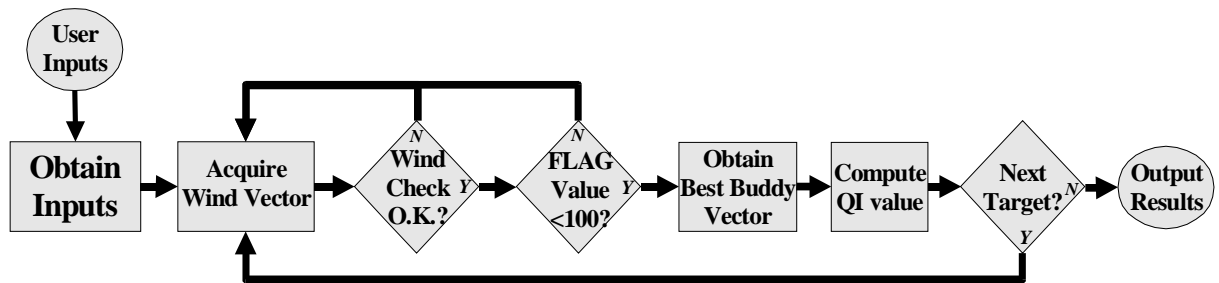 User
Inputs
Obtain
Inputs
Acquire
Wind Vector
N
Wind
Check
O.K.?
Y
N
FLAG
Value
<100?
Y
Obtain
Best Buddy
Vector
Compute
QI value
Next
Target?
N
Y
Output
Results